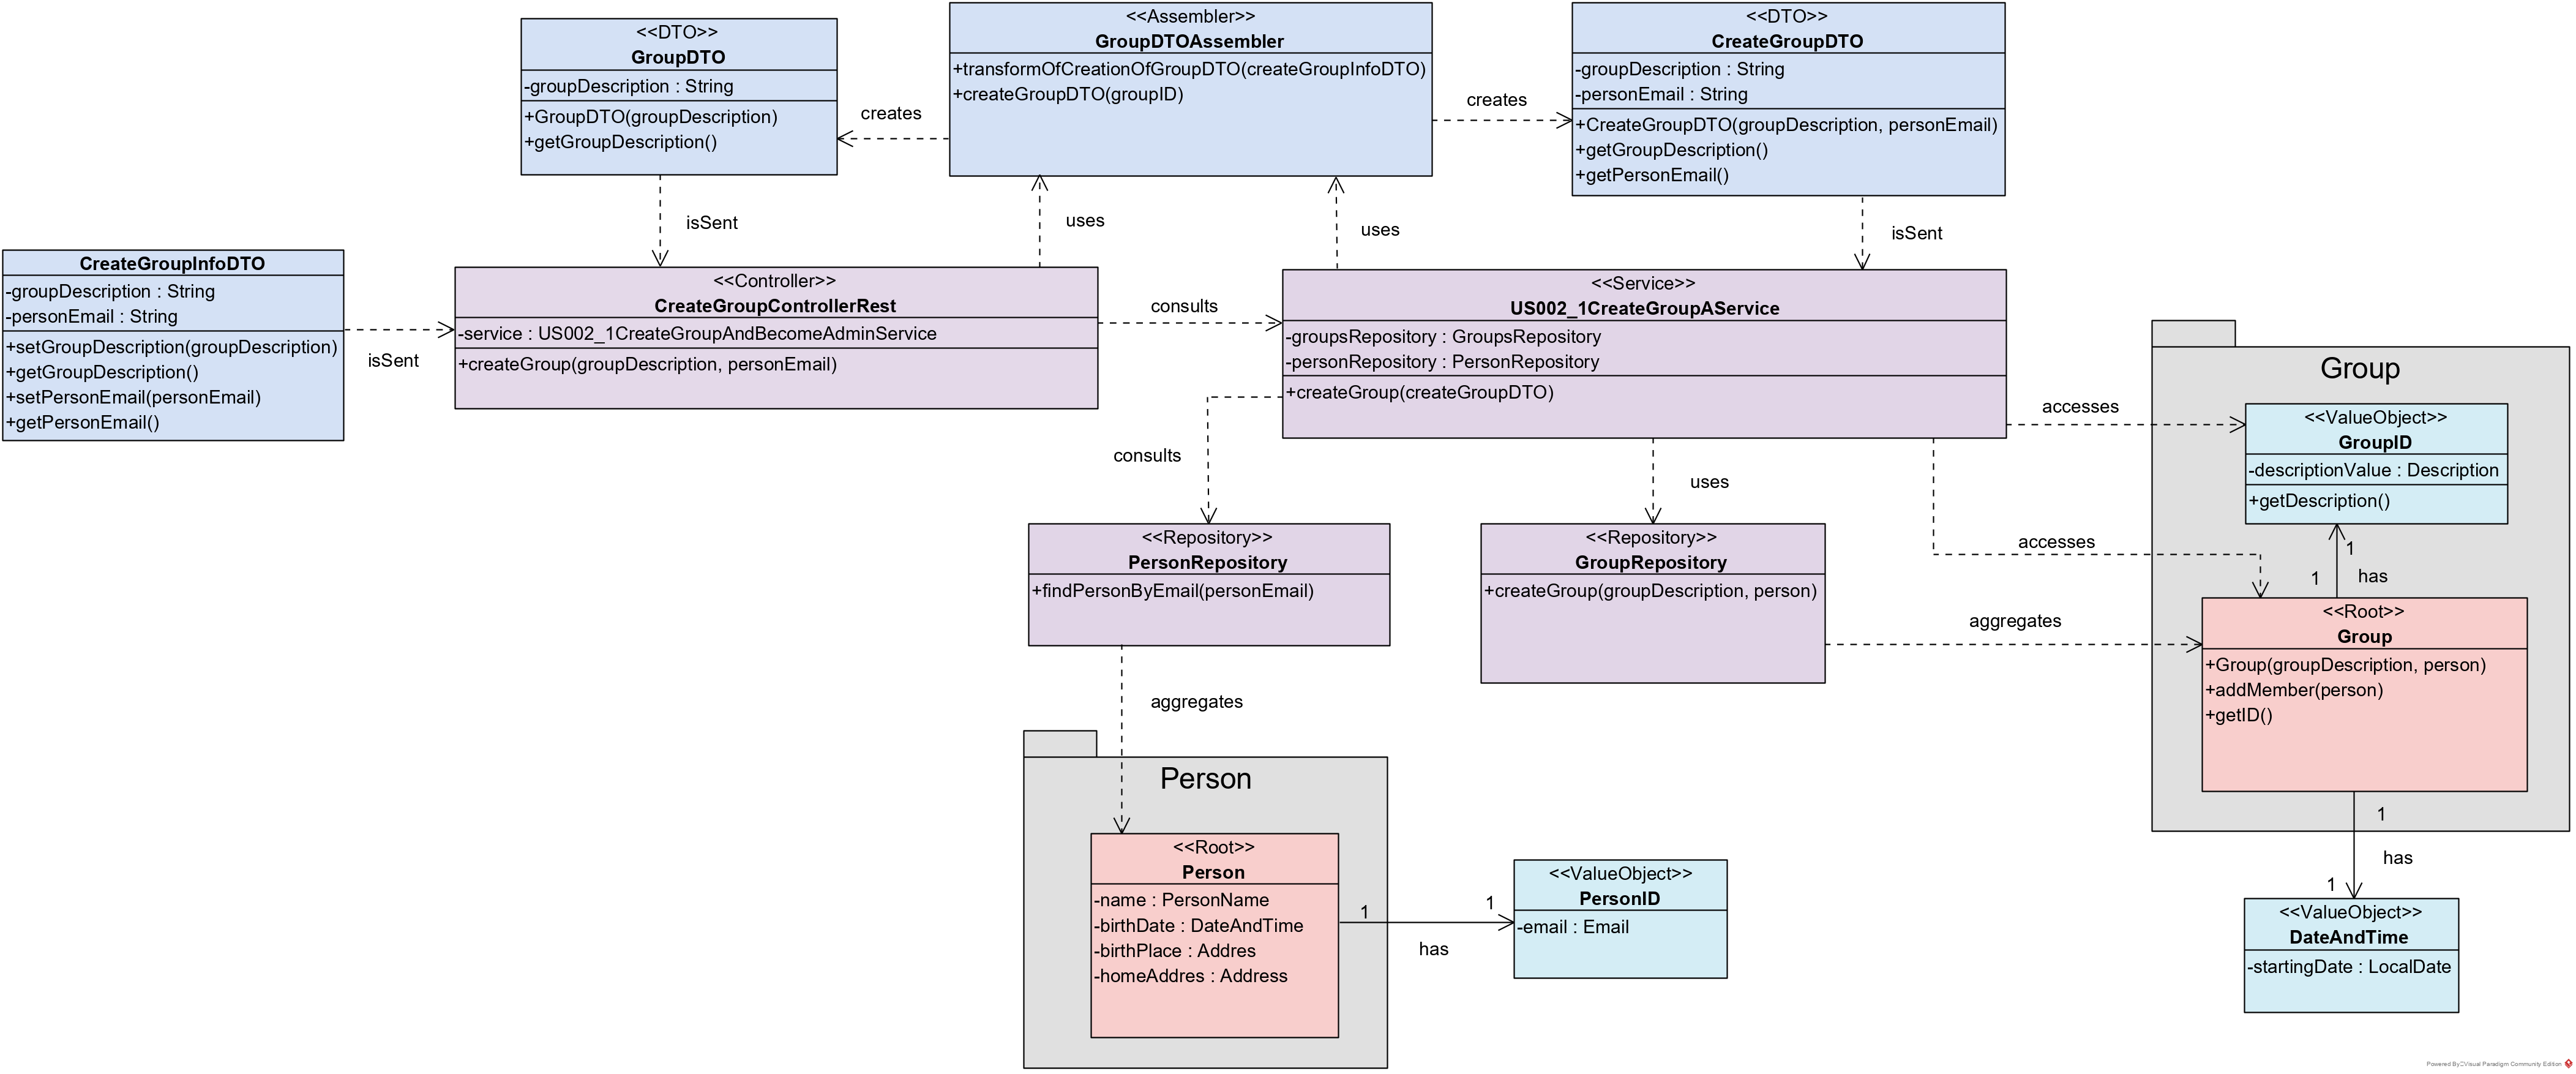 <<DTO>>
GroupDTO
-groupDescription : String
+GroupDTO(groupDescription)
+getGroupDescription()
creates
<<Assembler>>
GroupDTOAssembler
+transformOfCreationOfGroupDTO(createGroupInfoDTO)
+createGroupDTO(groupID)
creates
<<DTO>>
CreateGroupDTO
-groupDescription : String
-personEmail : String
+CreateGroupDTO(groupDescription, personEmail)
+getGroupDescription()
+getPersonEmail()
isSent
uses
uses
isSent
CreateGroupInfoDTO
-groupDescription : String
-personEmail : String
+setGroupDescription(groupDescription)
+getGroupDescription()
+setPersonEmail(personEmail)
+getPersonEmail()
isSent
<<Controller>>
CreateGroupControllerRest
-service : US002_1CreateGroupAndBecomeAdminService
+createGroup(groupDescription, personEmail)
consults
<<Service>>
US002_1CreateGroupAService
-groupsRepository : GroupsRepository
-personRepository : PersonRepository
+createGroup(createGroupDTO)
consults
uses
accesses
accesses
Group
<<ValueObject>>
GroupID
-descriptionValue : Description
+getDescription()
1
1
has
<<Repository>>
PersonRepository
+findPersonByEmail(personEmail)
<<Repository>>
GroupRepository
+createGroup(groupDescription, person)
aggregates
<<Root>>
Group
+Group(groupDescription, person)
+addMember(person)
+getID()
aggregates
1
has
1
Person
<<Root>>
Person
-name : PersonName
-birthDate : DateAndTime
-birthPlace : Addres
-homeAddres : Address
1
1
has
<<ValueObject>>
PersonID
-email : Email
<<ValueObject>>
DateAndTime
-startingDate : LocalDate
Powered By Visual Paradigm Community Edition